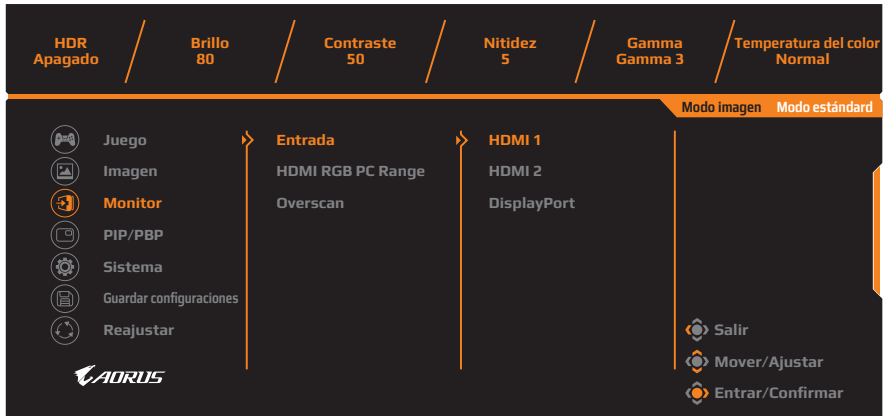 HDR Brillo Contraste Nitidez Gamma Temperatura del color
Apagado 80 50 5 Gamma 3 Normal
Modo imagen Modo estándard
Juego Entrada HDMI 1
Imagen HDMI RGB PC Range HDMI 2
Monitor Overscan DisplayPort
PIP/PBP
Sistema
Guardar configuraciones
Reajustar Salir
Mover/Ajustar
AORUS
Entrar/Confirmar